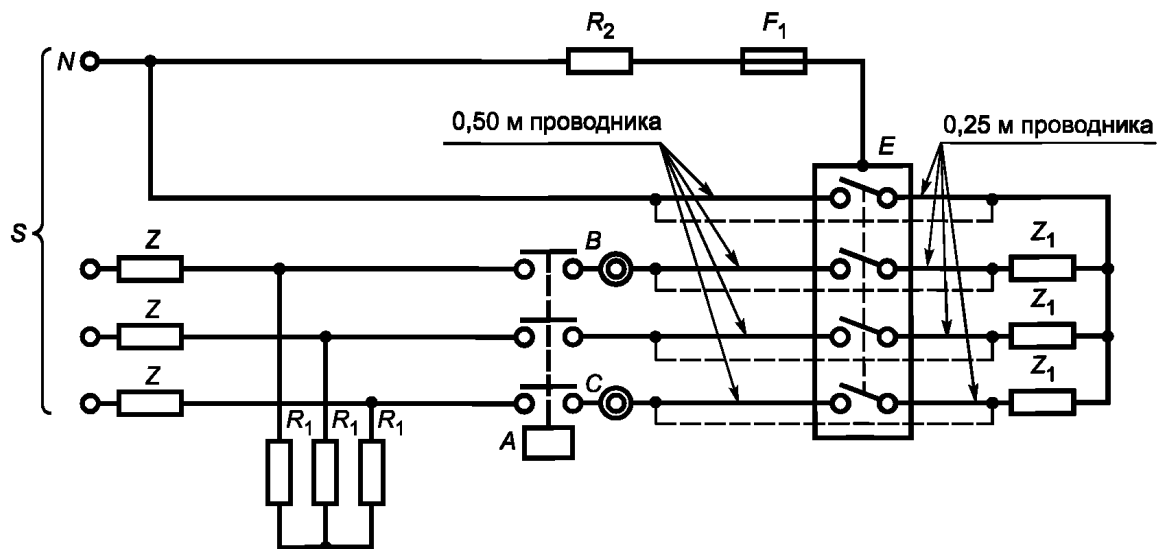 R2 F1
N
0,50 м проводника
E
0,25 м проводника
S
Z
B
Z1
Z
Z1
Z
C
Z1
R1 R1 R1
A